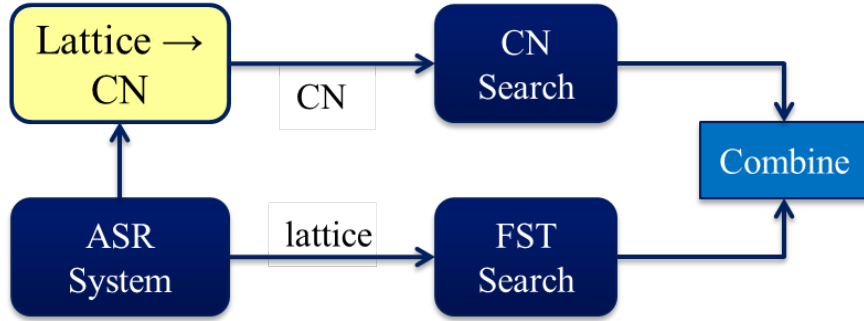 Lattice →
CN
CN
CN
Search
Combine
ASR
System
lattice
FST
Search